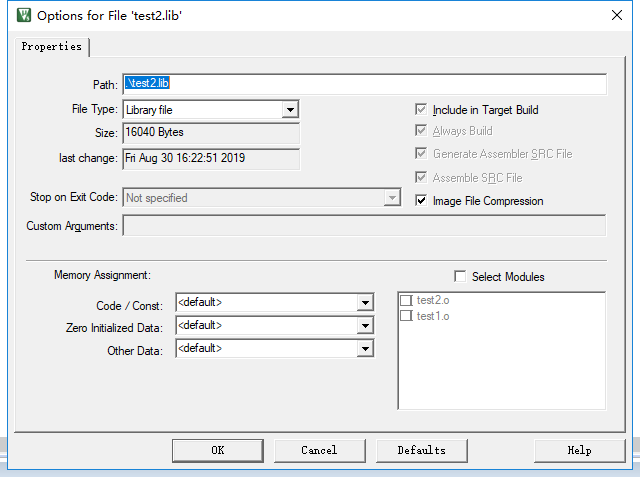 Options for File 'test2.lib'
Properties
Path: .\test2.lib
File Type: Library file
Include in Target Build
Size: 16040 Bytes
Always Build
Generate Assembler SRC File
last change: Fri Aug 30 16:22:51 2019
Assemble SRC File
Stop on Exit Code: Not specified
Image File Compression
Custom Arguments:
Memory Assignment:
Select Modules
Code / Const: <default>
test2.o
Zero Initialized Data: <default>
test1.o
Other Data: <default>
OK
Cancel
Defaults
Help